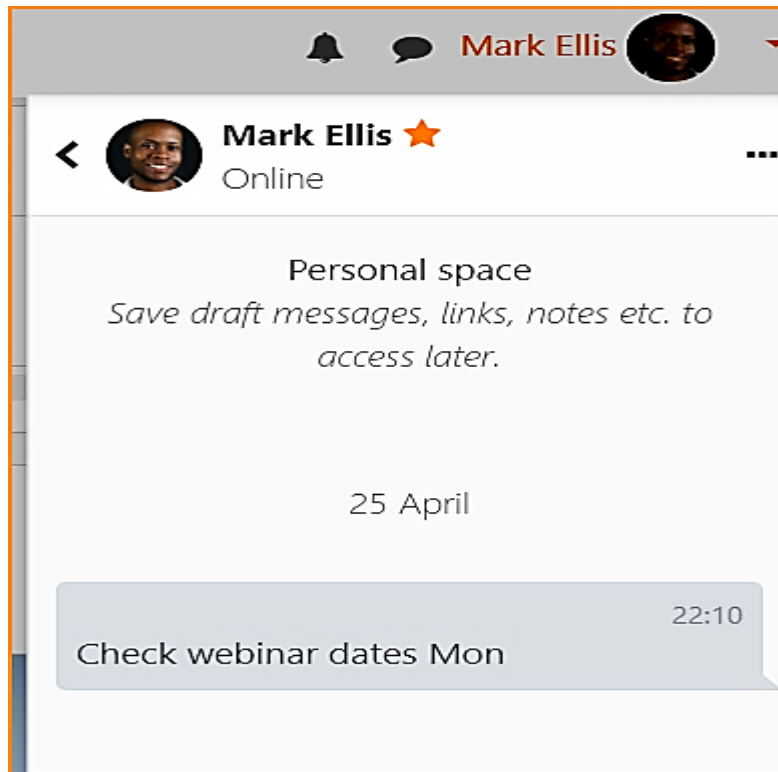 Mark Ellis
Mark Ellis
Online
Personal space
Save draft messages, links, notes etc. to
access later.
25 April
22:10
Check webinar dates Mon